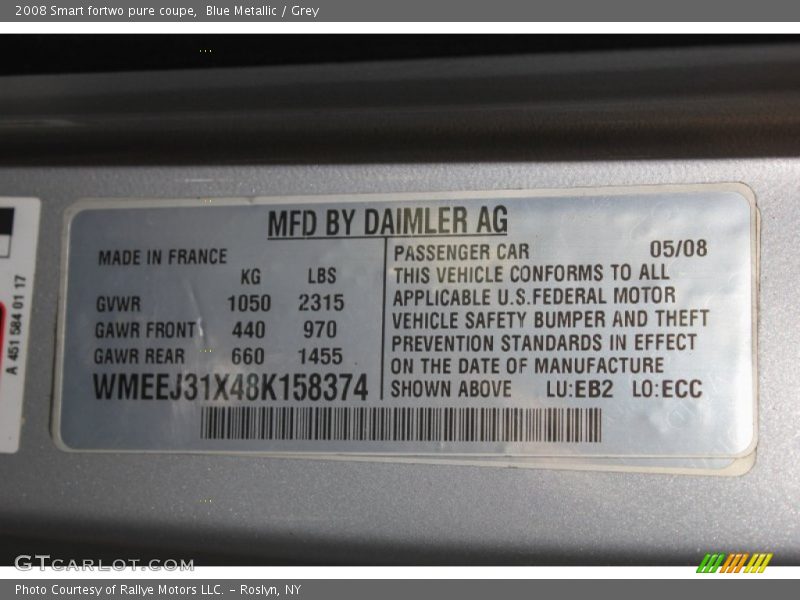 2008 Smart fortwo pure coupe,  Blue Metallic / Grey
MFD BY DAIMLER AG
MADE IN FRANCE
KG LBS
GVWR 1050 2315
GAWR FRONT 440 970
GAWR REAR 660 1455
WMEEJ31X48K158374
PASSENGER CAR 05/08
THIS VEHICLE CONFORMS TO ALL
APPLICABLE U.S.FEDERAL MOTOR
VEHICLE SAFETY BUMPER AND THEFT
PREVENTION STANDARDS IN EFFECT
ON THE DATE OF MANUFACTURE
SHOWN ABOVE LU:EB2 LO:ECC
A 451 584 01 17
GTCARLOT.COM
Photo Courtesy of Rallye Motors LLC. – Roslyn, NY